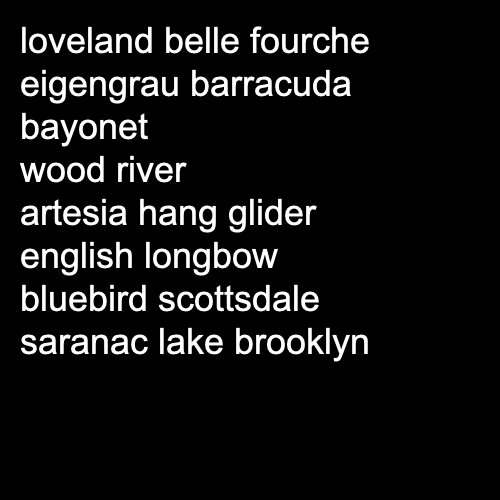 loveland belle fourche
eigengrau barracuda
bayonet
wood river
artesia hang glider
english longbow
bluebird scottsdale
saranac lake brooklyn